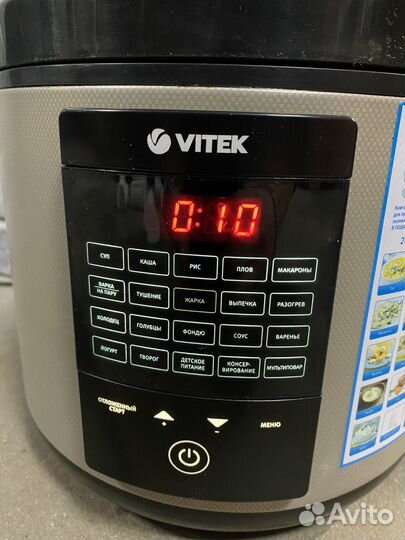 VITEK
0:10
СУП КАША РИС ПЛОВ МАКАРОНЫ
ВАРКА
НА ПАРУ ТУШЕНИЕ ЖАРКА ВЫПЕЧКА РАЗОГРЕВ
ХОЛОДЕЦ ГОЛУБЦЫ ФОНДЮ СОУС ВАРЕНЬЕ
ЙОГУРТ ТВОРОГ ДЕТСКОЕ
ПИТАНИЕ КОНСЕР-
ВИРОВАНИЕ МУЛЬТИПОВАР
ОТЛОЖЕННЫЙ
СТАРТ + - МЕНЮ
Avito